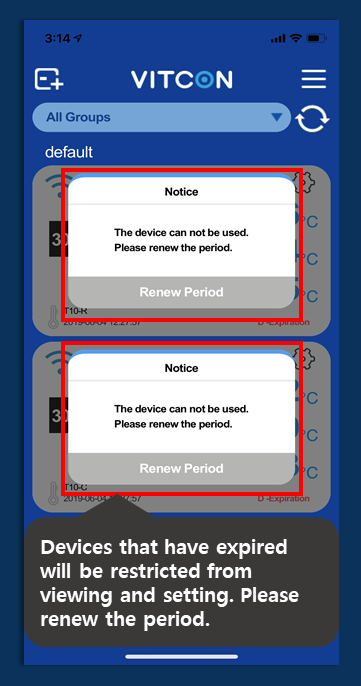 3:14
VITCON
All Groups
default
Notice
The device can not be used.
Please renew the period.
Renew Period
30
°C
°C
°C
T10-R
2019-06-04 12:27:57
D-Expiration
Notice
The device can not be used.
Please renew the period.
Renew Period
30
°C
°C
°C
T10-C
2019-06-04 12:27:57
D-Expiration
Devices that have expired
will be restricted from
viewing and setting. Please
renew the period.